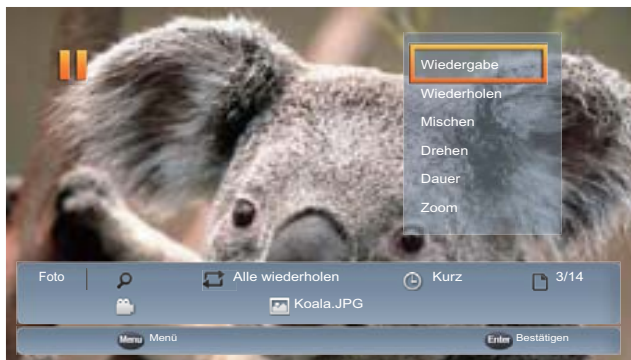 Wiedergabe
Wiederholen
Mischen
Drehen
Dauer
Zoom
Foto Alle wiederholen Kurz 3/14
Koala.JPG
Menu Menü Enter Bestätigen